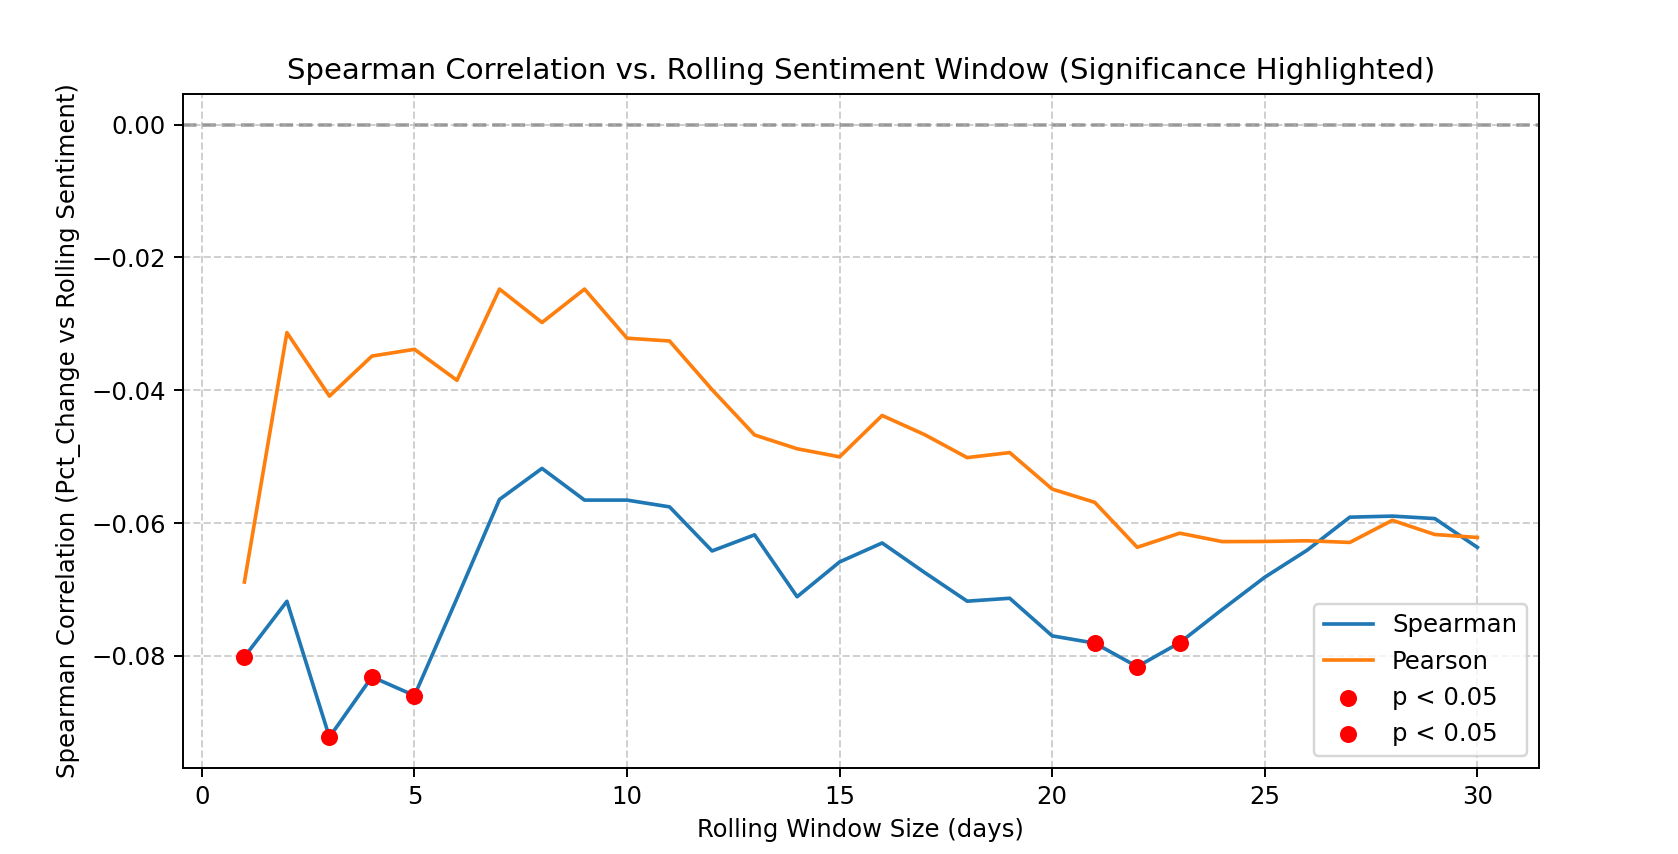 Spearman Correlation vs. Rolling Sentiment Window (Significance Highlighted)
Spearman Correlation (Pct_Change vs Rolling Sentiment)
0.00
−0.02
−0.04
−0.06
−0.08
Spearman
Pearson
p < 0.05
p < 0.05
0 5 10 15 20 25 30
Rolling Window Size (days)